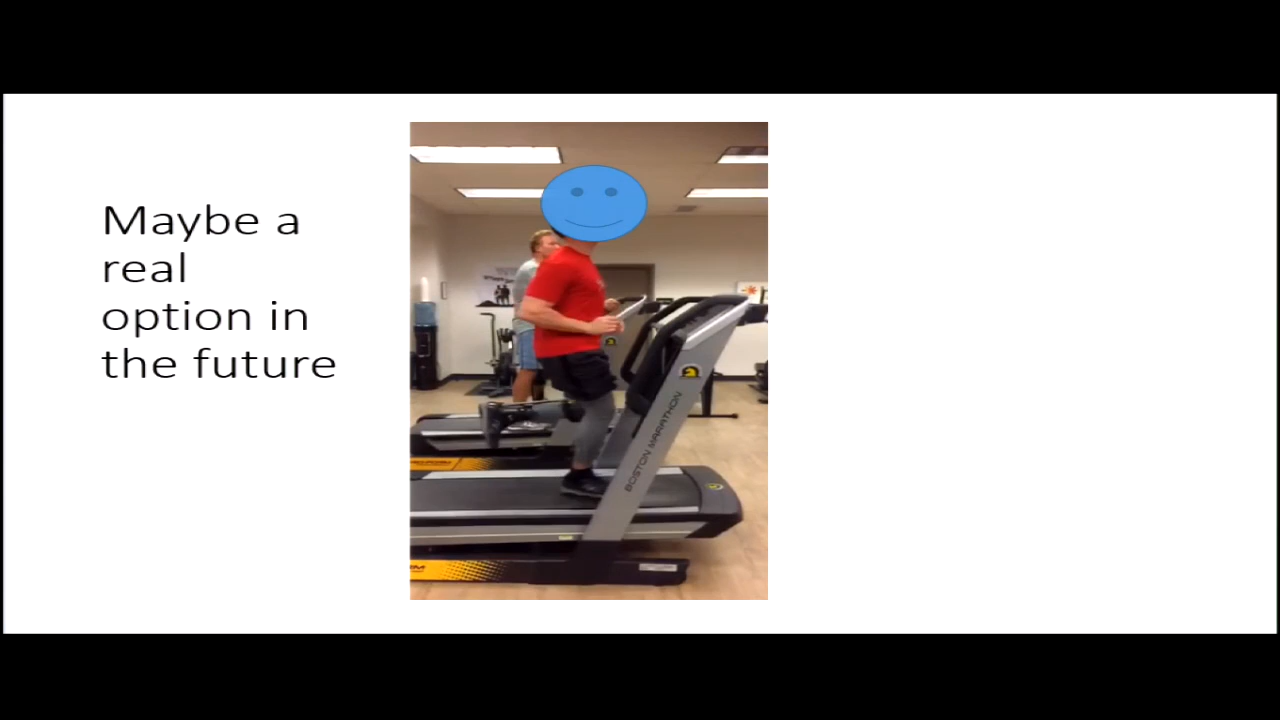 Maybe a
real
option in
the future
BOSTON MARATHON